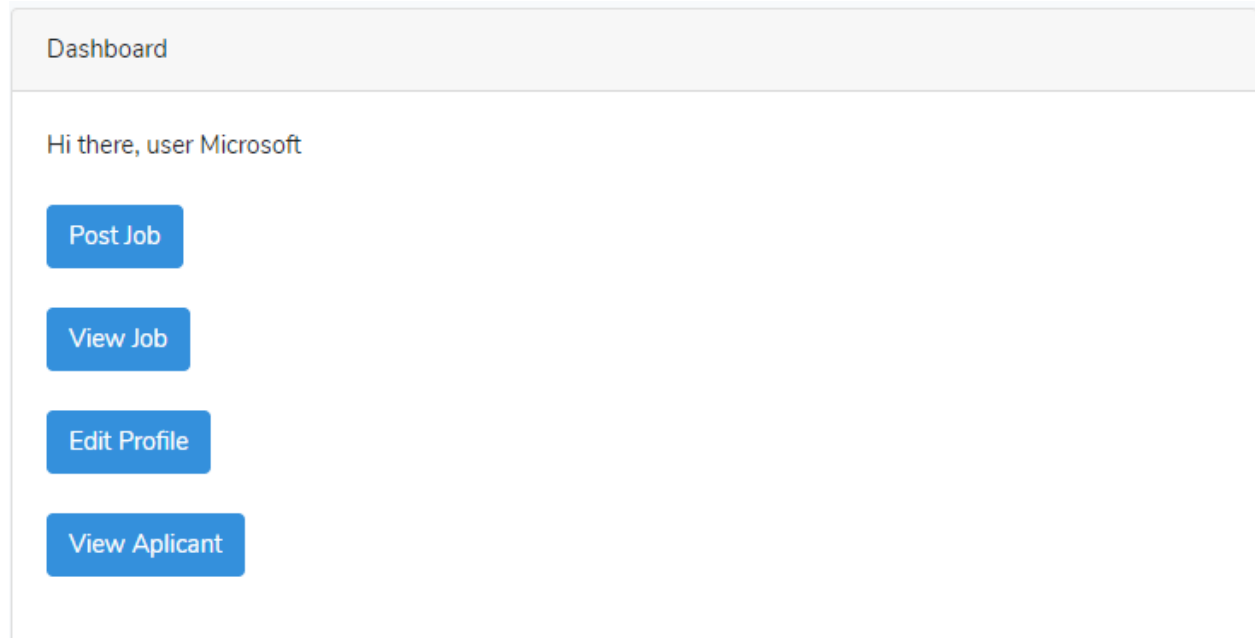 Dashboard
Hi there, user Microsoft
Post Job
View Job
Edit Profile
View Aplicant